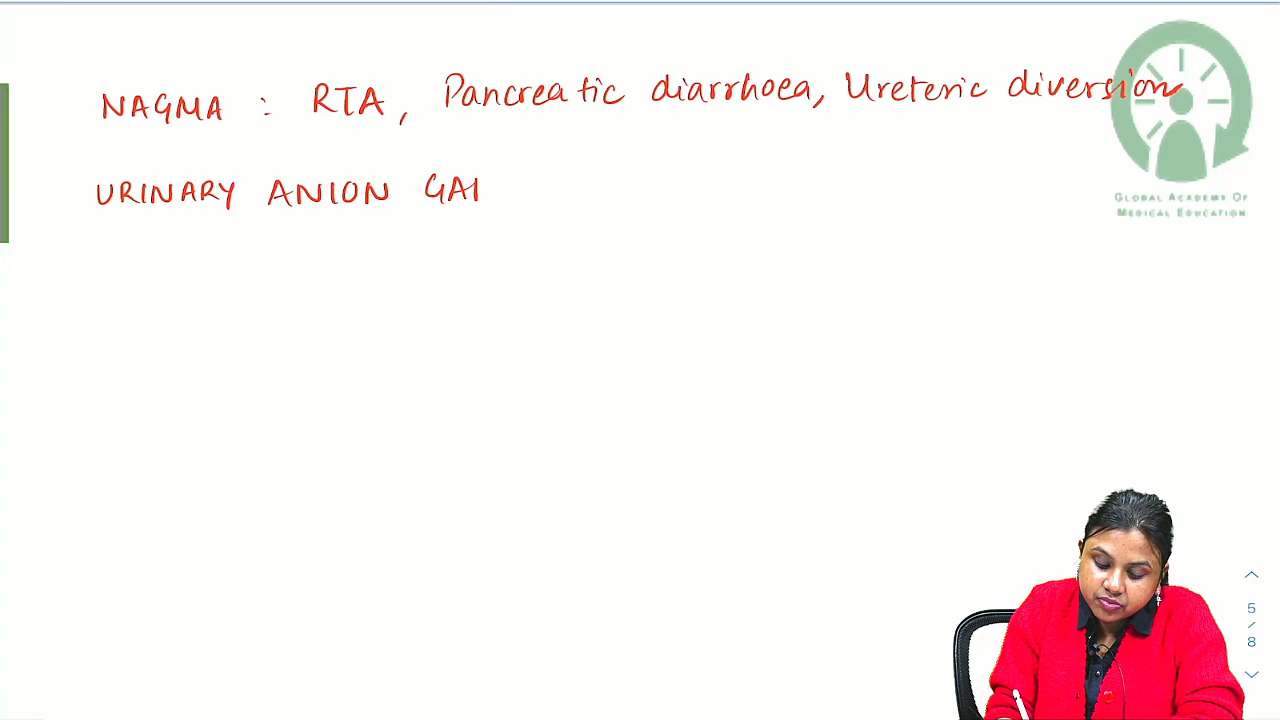 NAGMA : RTA, Pancreatic diarrhoea, Ureteric diversion
URINARY ANION GAI
GLOBAL ACADEMY OF
MEDICAL EDUCATION
5
/
8